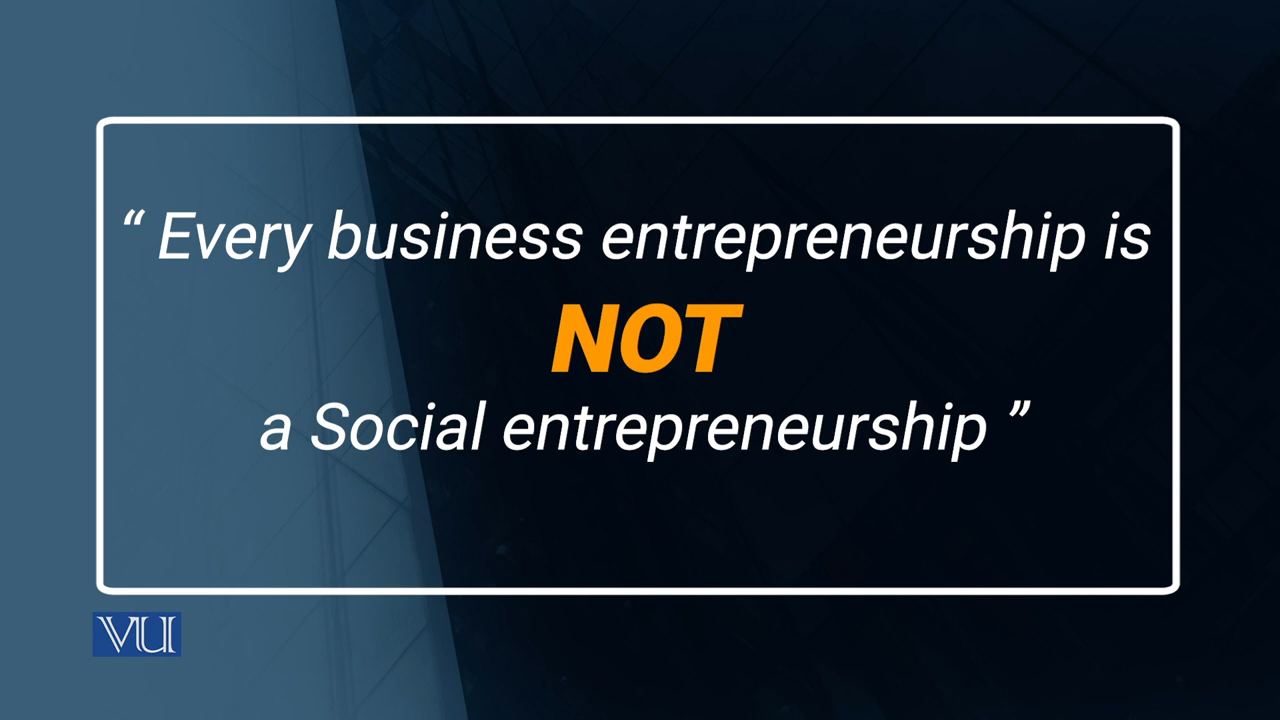 “ Every business entrepreneurship is
NOT
a Social entrepreneurship ”
VU